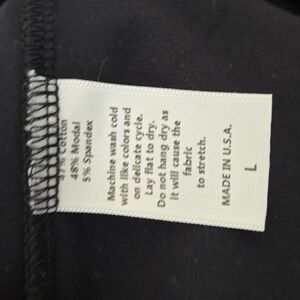 47% Cotton
48% Modal
5% Spandex
Machine wash cold
with like colors and
on delicate cycle.
Lay flat to dry.
Do not hang dry as
it will cause the
fabric
to stretch.
MADE IN U.S.A.
L